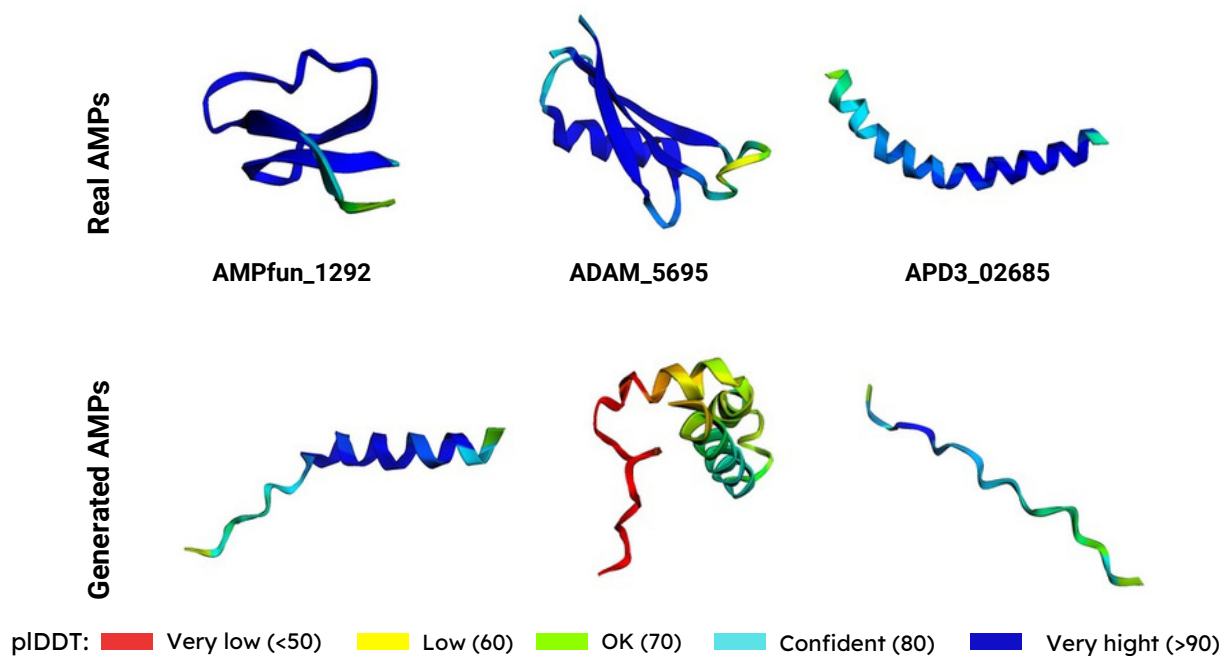 Real AMPs
AMPfun_1292
ADAM_5695
APD3_02685
Generated AMPs
plDDT:
Very low (<50)
Low (60)
OK (70)
Confident (80)
Very hight (>90)